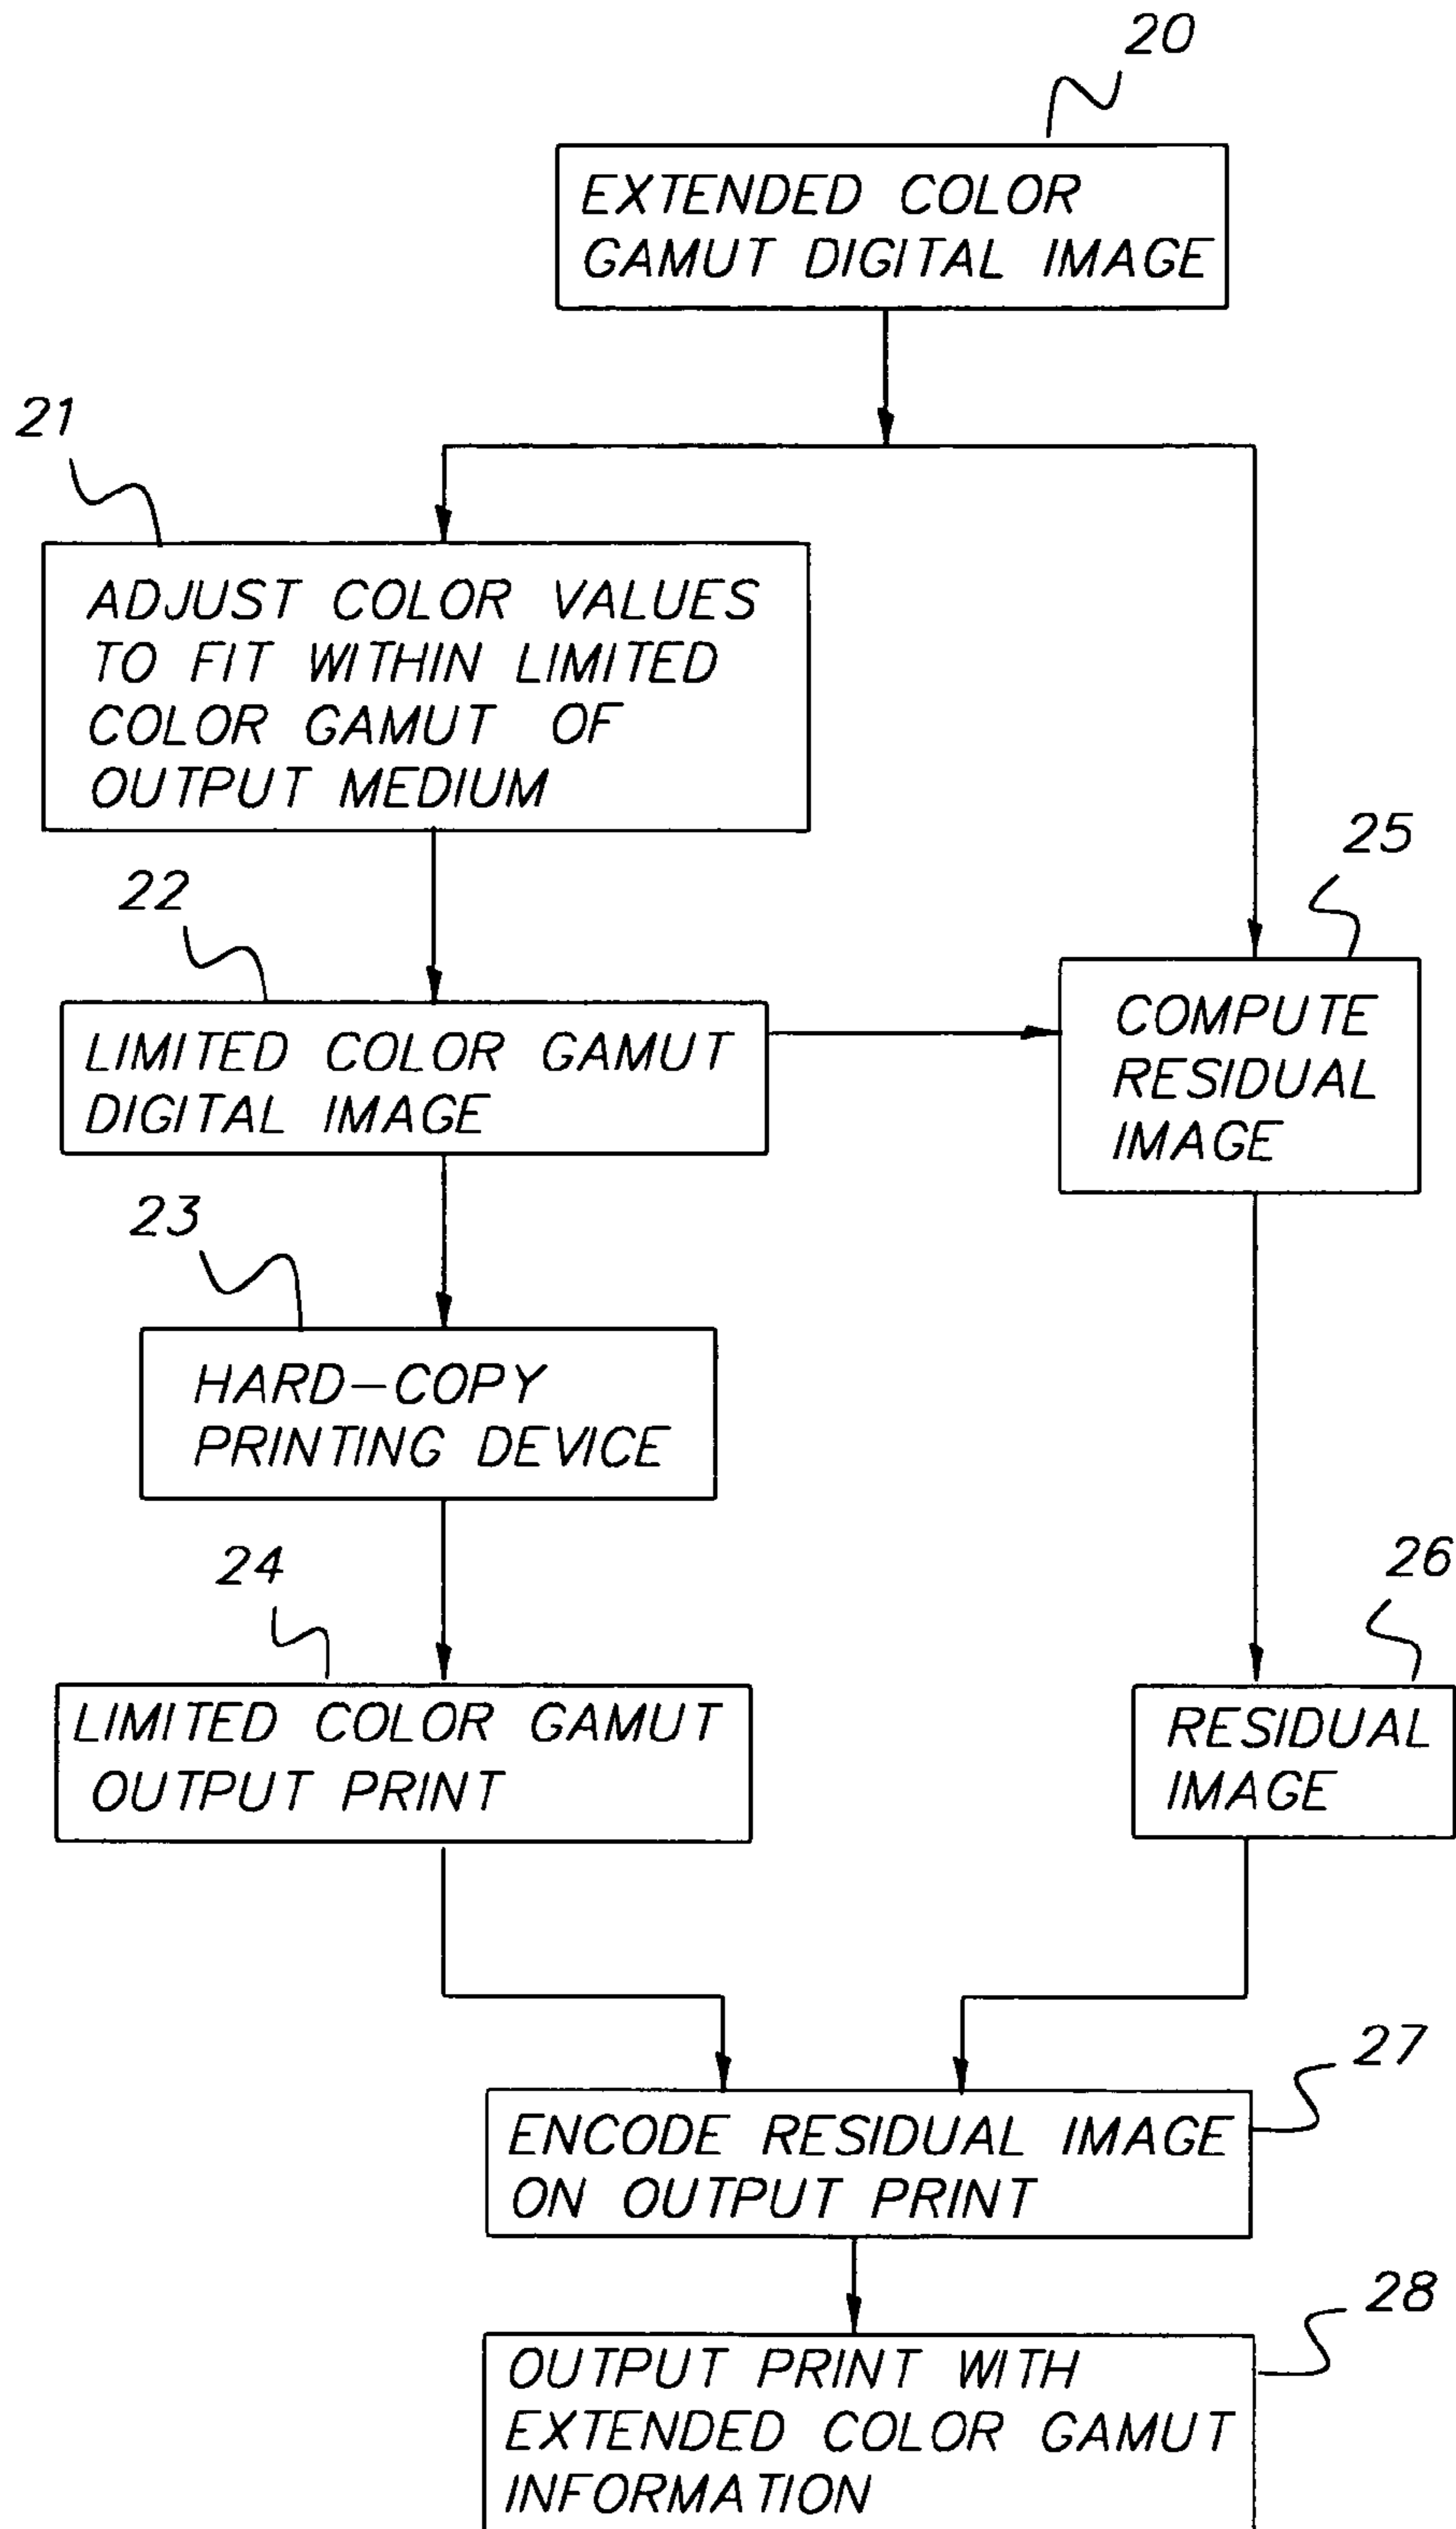 20
EXTENDED COLOR
GAMUT DIGITAL IMAGE
21
ADJUST COLOR VALUES
TO FIT WITHIN LIMITED
COLOR GAMUT OF
OUTPUT MEDIUM
22
LIMITED COLOR GAMUT
DIGITAL IMAGE
25
COMPUTE
RESIDUAL
IMAGE
23
HARD-COPY
PRINTING DEVICE
24
LIMITED COLOR GAMUT
OUTPUT PRINT
26
RESIDUAL
IMAGE
27
ENCODE RESIDUAL IMAGE
ON OUTPUT PRINT
28
OUTPUT PRINT WITH
EXTENDED COLOR GAMUT
INFORMATION